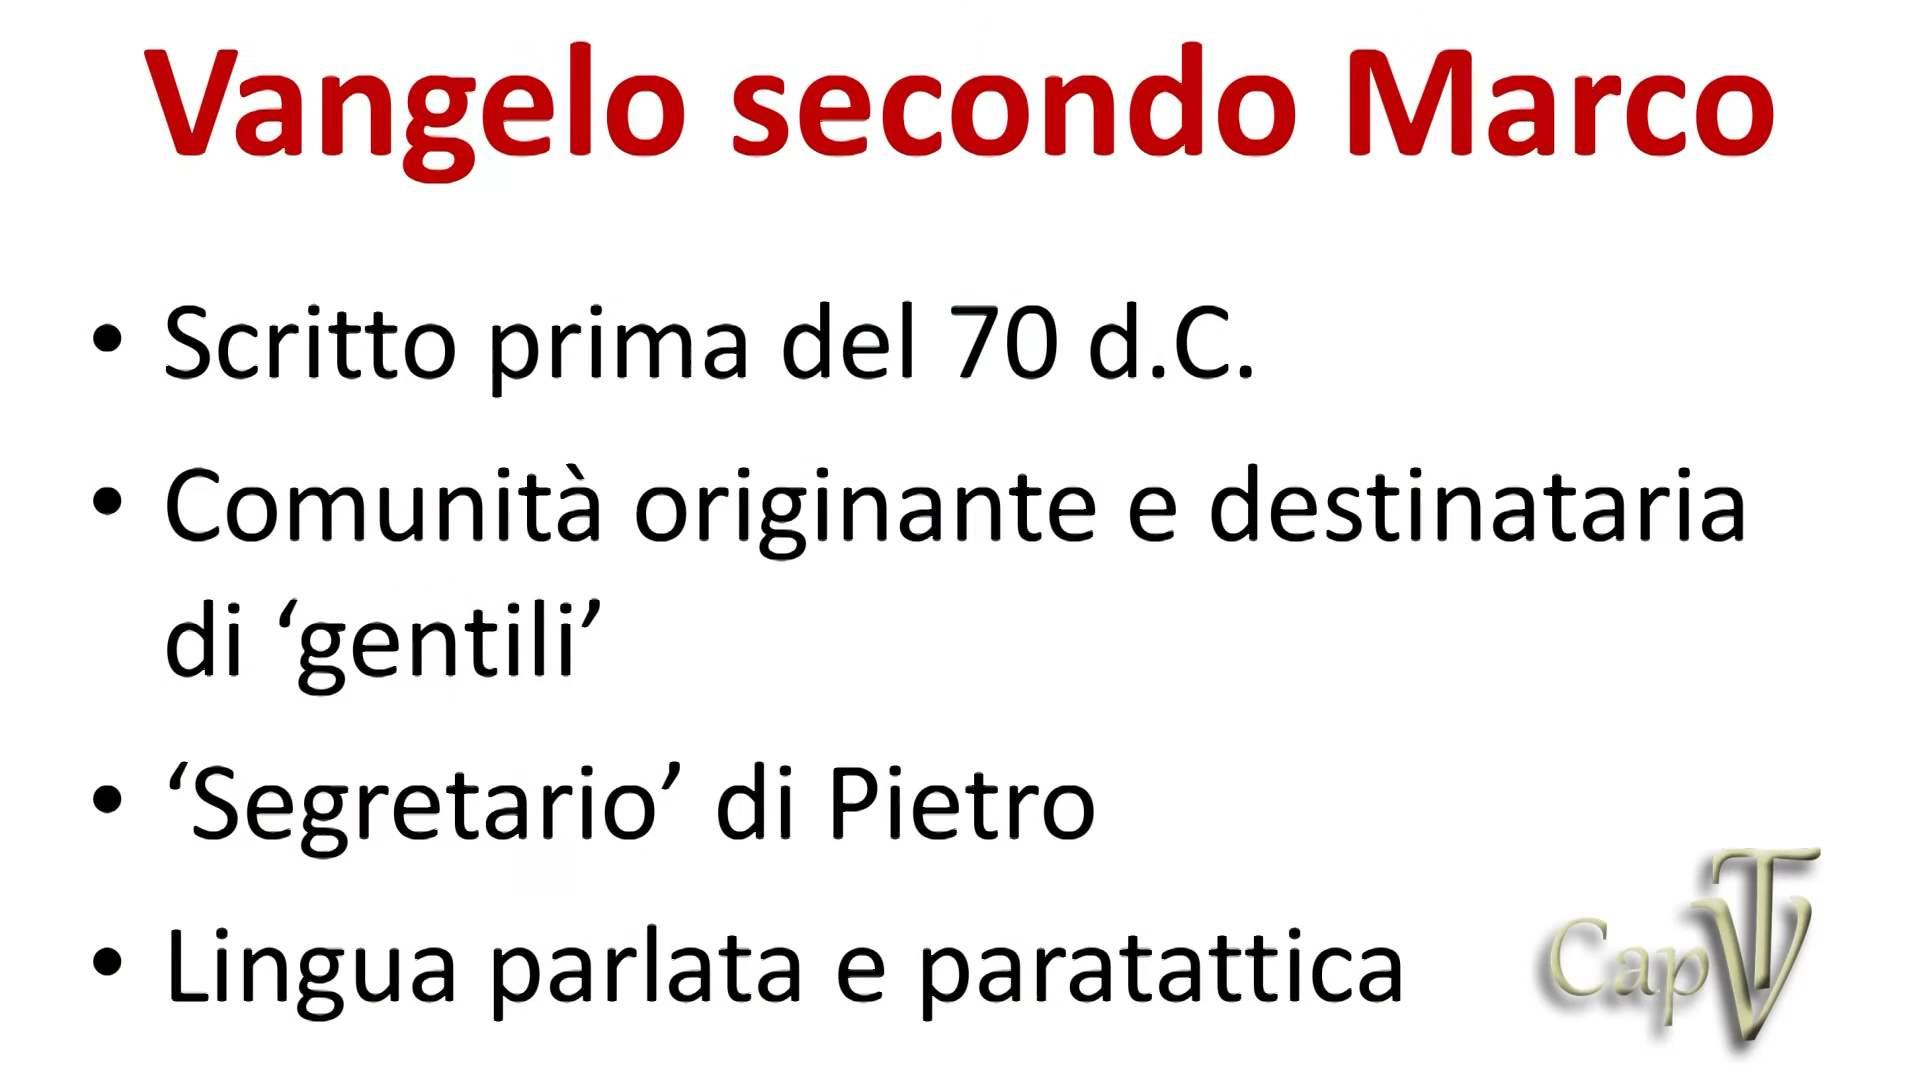 Vangelo secondo Marco
• Scritto prima del 70 d.C.
• Comunità originante e destinataria
di ‘gentili’
• ‘Segretario’ di Pietro
• Lingua parlata e paratattica
CapTV